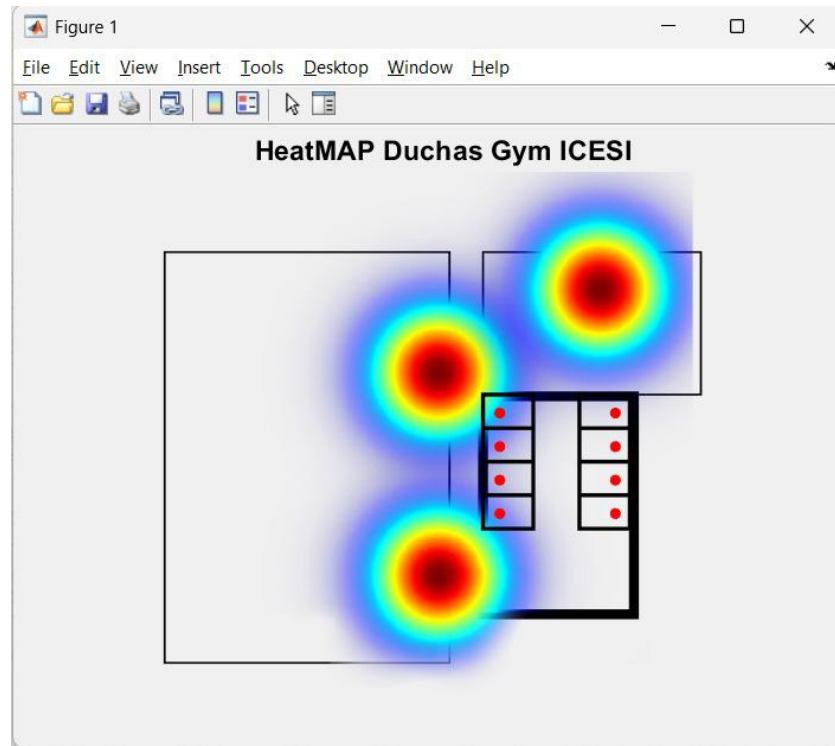 Figure 1
File Edit View Insert Tools Desktop Window Help
HeatMAP Duchas Gym ICESI